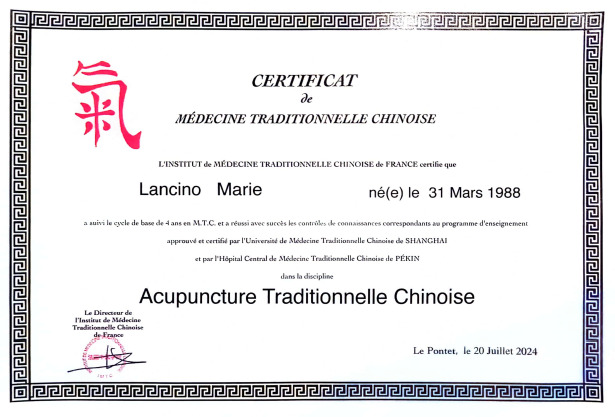 氣
CERTIFICAT
de
MÉDECINE TRADITIONNELLE CHINOISE
L'INSTITUT de MÉDECINE TRADITIONNELLE CHINOISE de FRANCE certifie que
Lancino Marie né(e) le 31 Mars 1988
a suivi le cycle de base de 4 ans en M.T.C. et a réussi avec succès les contrôles de connaissances correspondants au programme d'enseignement
approuvé et certifié par l'Université de Médecine Traditionnelle Chinoise de SHANGHAI
et par l'Hôpital Central de Médecine Traditionnelle Chinoise de PÉKIN
dans la discipline
Acupuncture Traditionnelle Chinoise
Le Directeur de
l'Institut de Médecine
Traditionnelle Chinoise
de France
Le Pontet, le 20 Juillet 2024